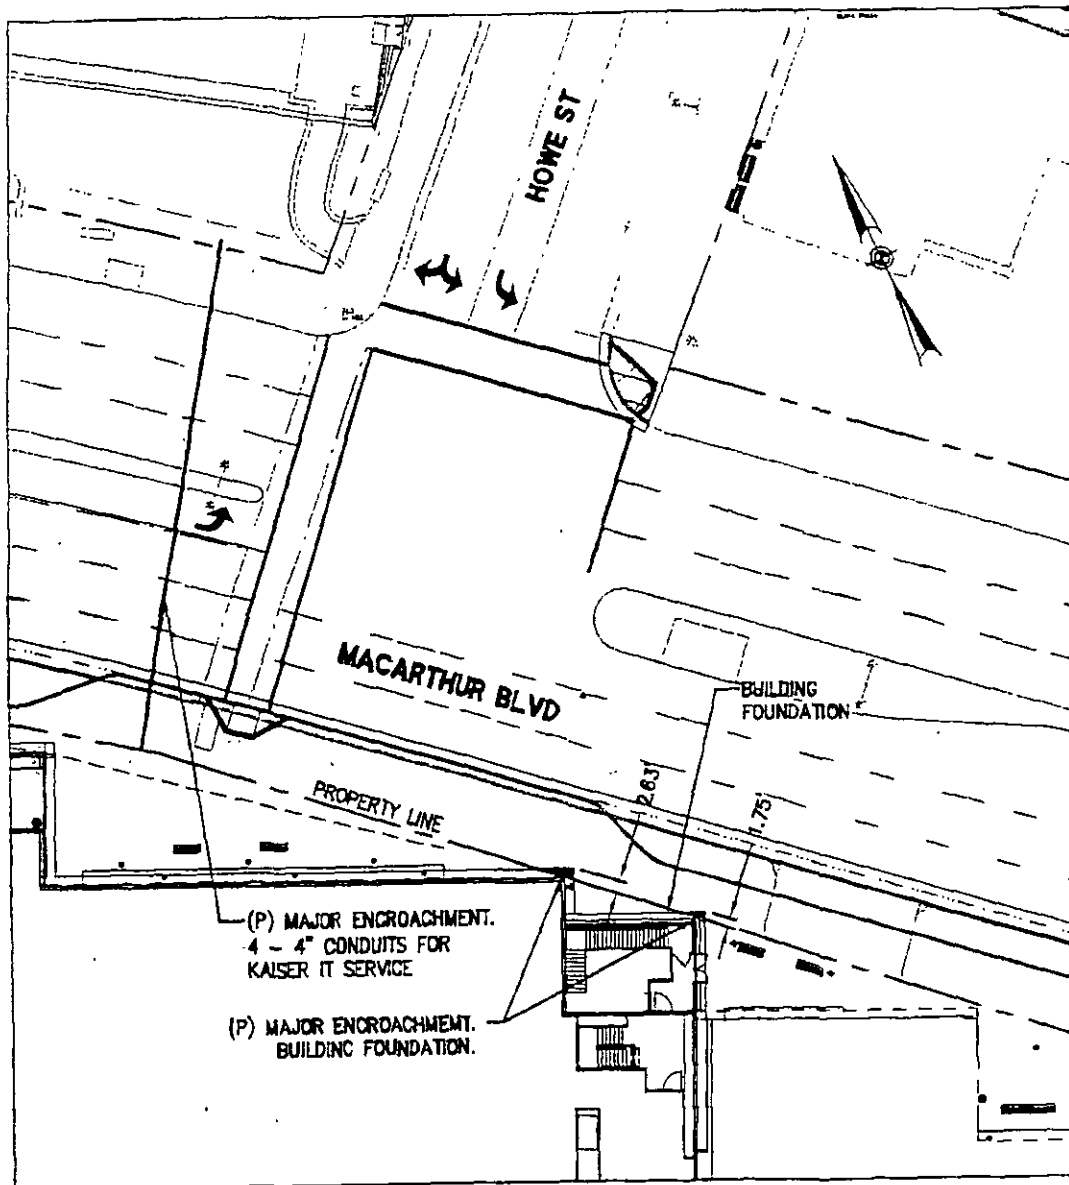 HOWE ST
MACARTHUR BLVD
BUILDING
FOUNDATION
2.63'
1.75'
PROPERTY LINE
(P) MAJOR ENCROACHMENT.
4 - 4" CONDUITS FOR
KAISER IT SERVICE
(P) MAJOR ENCROACHMEMT.
BUILDING FOUNDATION.